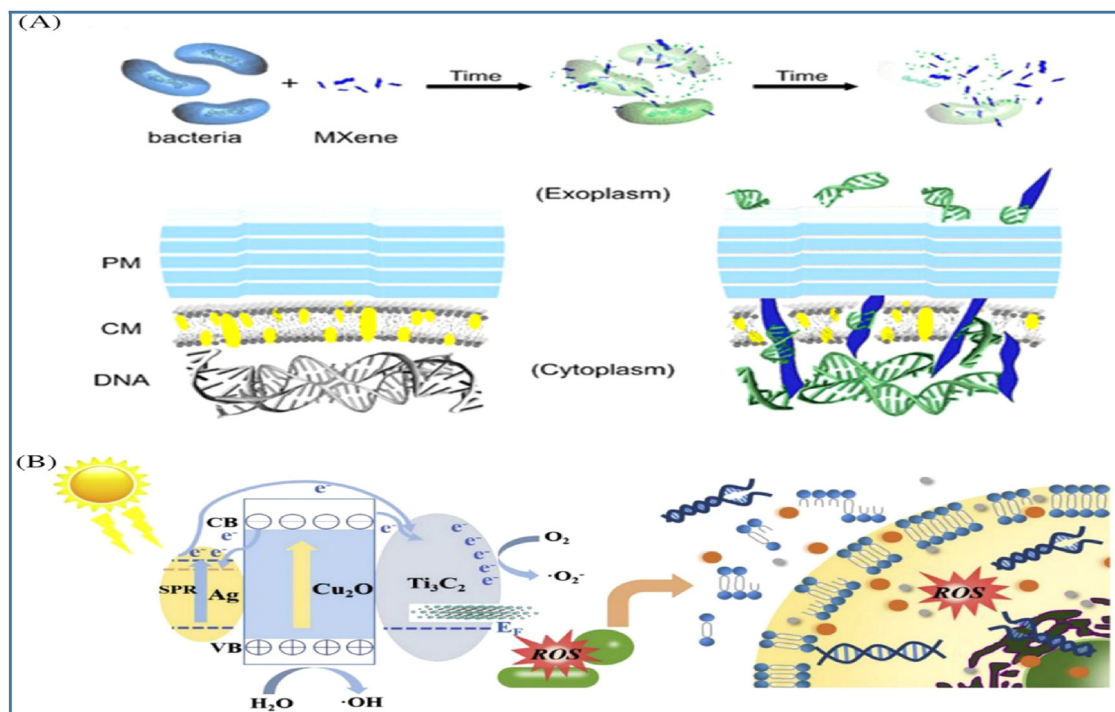 (A)
Time
Time
+
bacteria
MXene
(Exoplasm)
PM
CM
DNA
(Cytoplasm)
(B)
e⁻
CB
e⁻
e⁻
e⁻ e⁻
SPR
Ag
Cu₂O
Ti₃C₂
e⁻
e⁻
e⁻
e⁻
e⁻
O₂
·O₂⁻
E_F
VB
H₂O
·OH
ROS
ROS